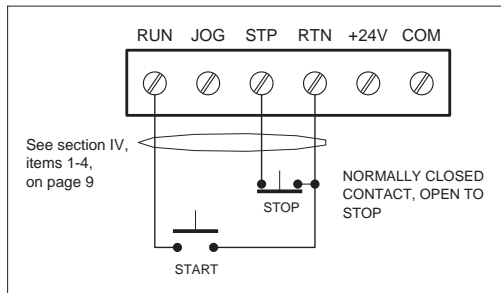 RUN JOG STP RTN +24V COM
See section IV,
items 1-4,
on page 9
NORMALLY CLOSED
CONTACT, OPEN TO
STOP
STOP
START